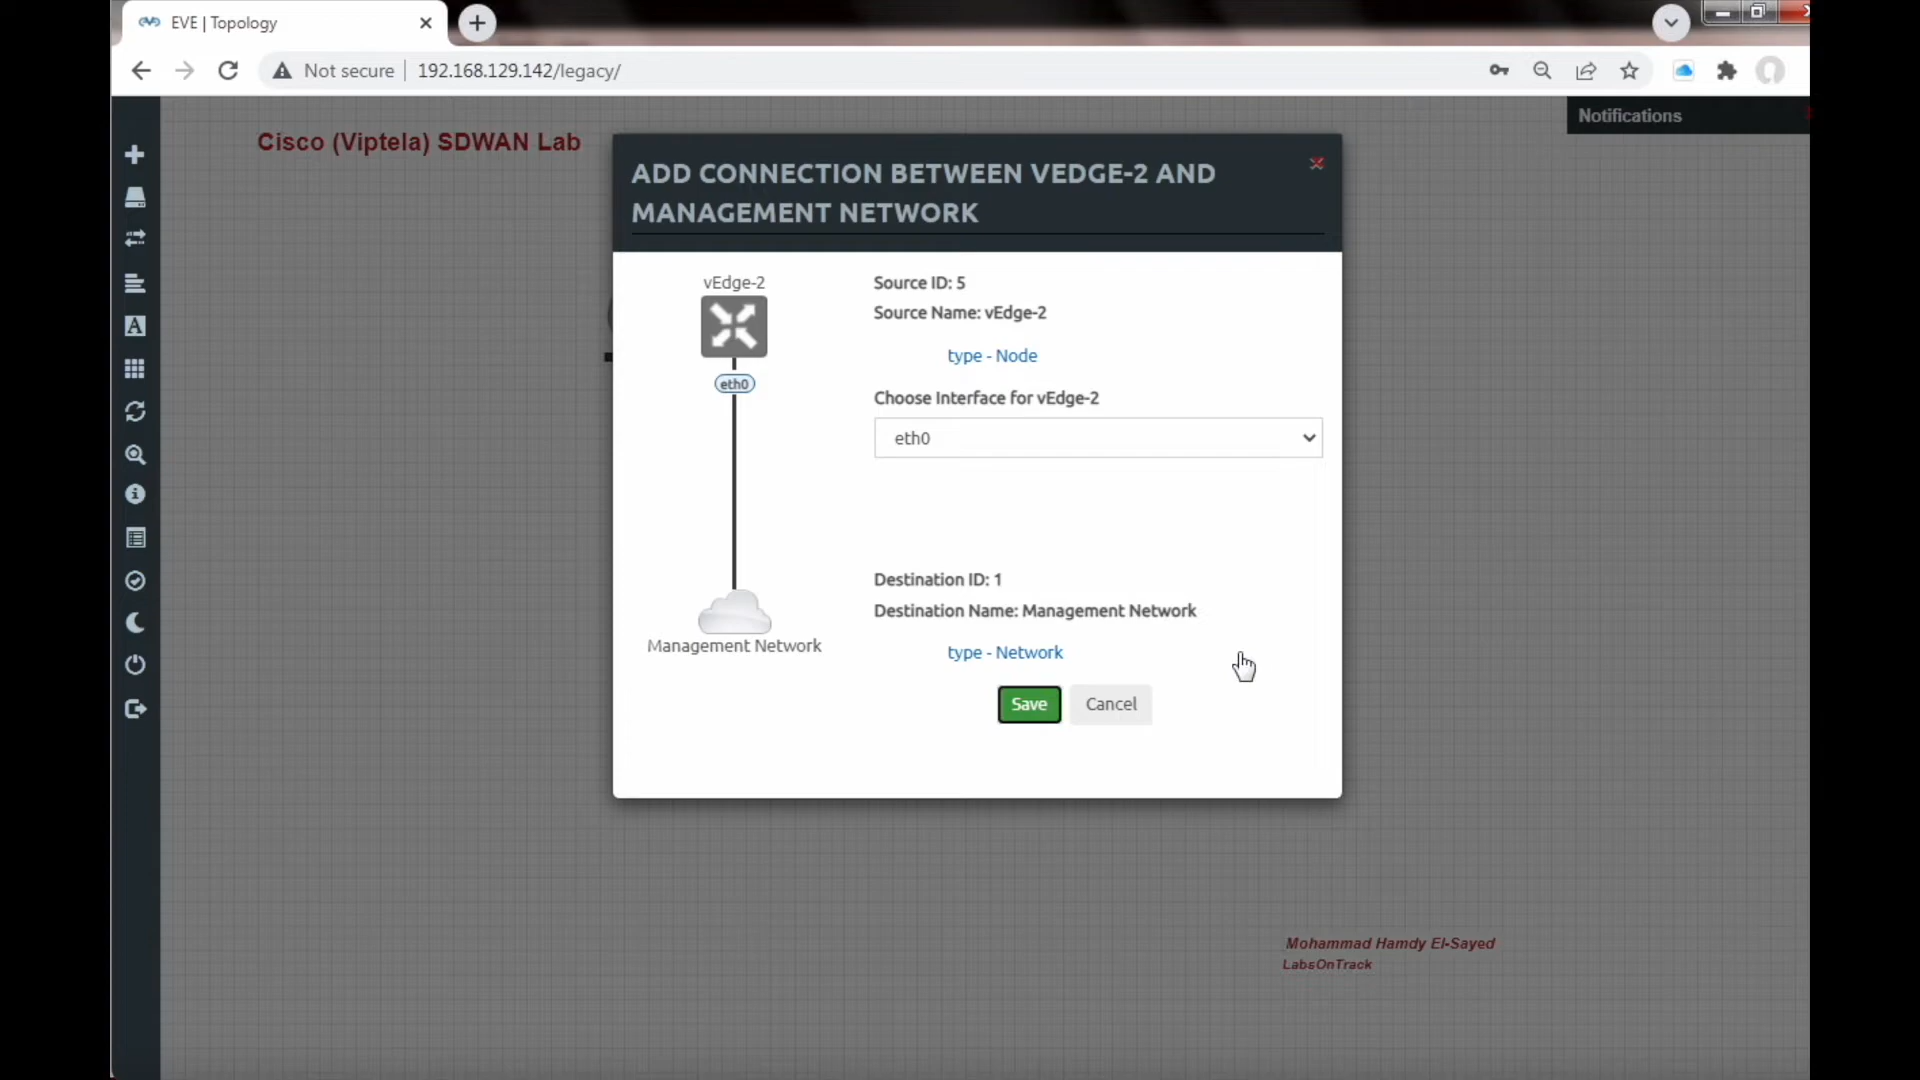 EVE | Topology
Not secure
192.168.129.142/legacy/
Notifications
Cisco (Viptela) SDWAN Lab
ADD CONNECTION BETWEEN VEDGE-2 AND
MANAGEMENT NETWORK
vEdge-2
eth0
Management Network
Source ID: 5
Source Name: vEdge-2
type - Node
Choose Interface for vEdge-2
eth0
Destination ID: 1
Destination Name: Management Network
type - Network
Save
Cancel
Mohammad Hamdy El-Sayed
LabsOnTrack